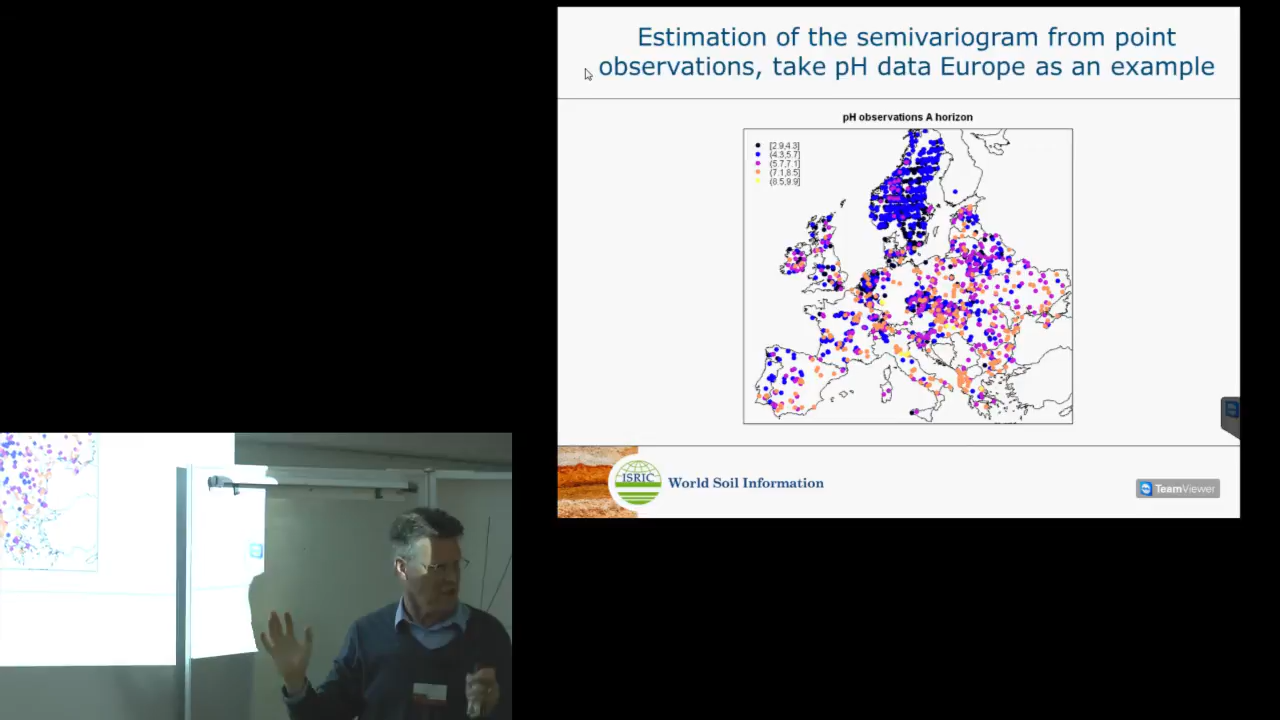 Estimation of the semivariogram from point
observations, take pH data Europe as an example
pH observations A horizon
[2.9,4.3]
(4.3,5.7]
(5.7,7.1]
(7.1,8.5]
(8.5,9.9]
ISRIC
World Soil Information
TeamViewer